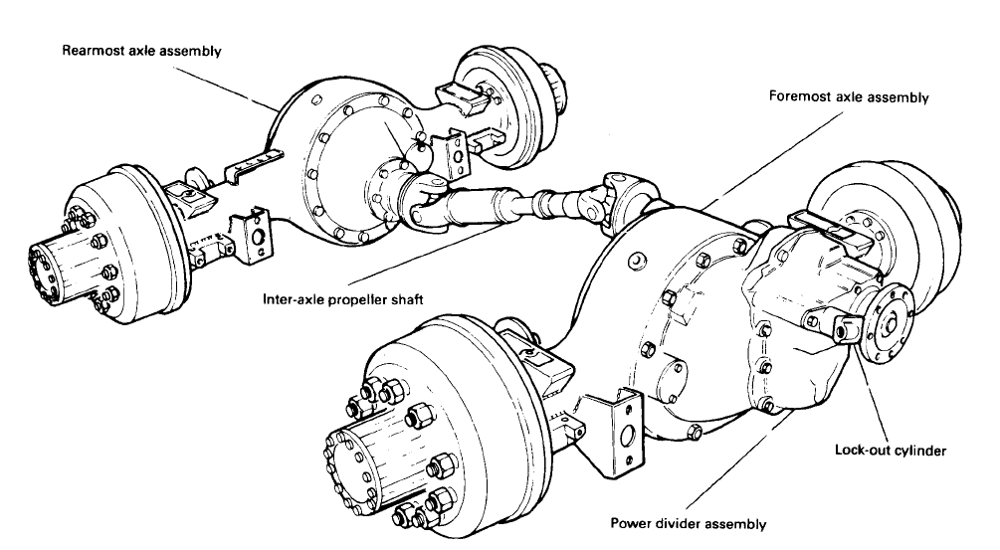 Rearmost axle assembly
Foremost axle assembly
Inter-axle propeller shaft
Lock-out cylinder
Power divider assembly